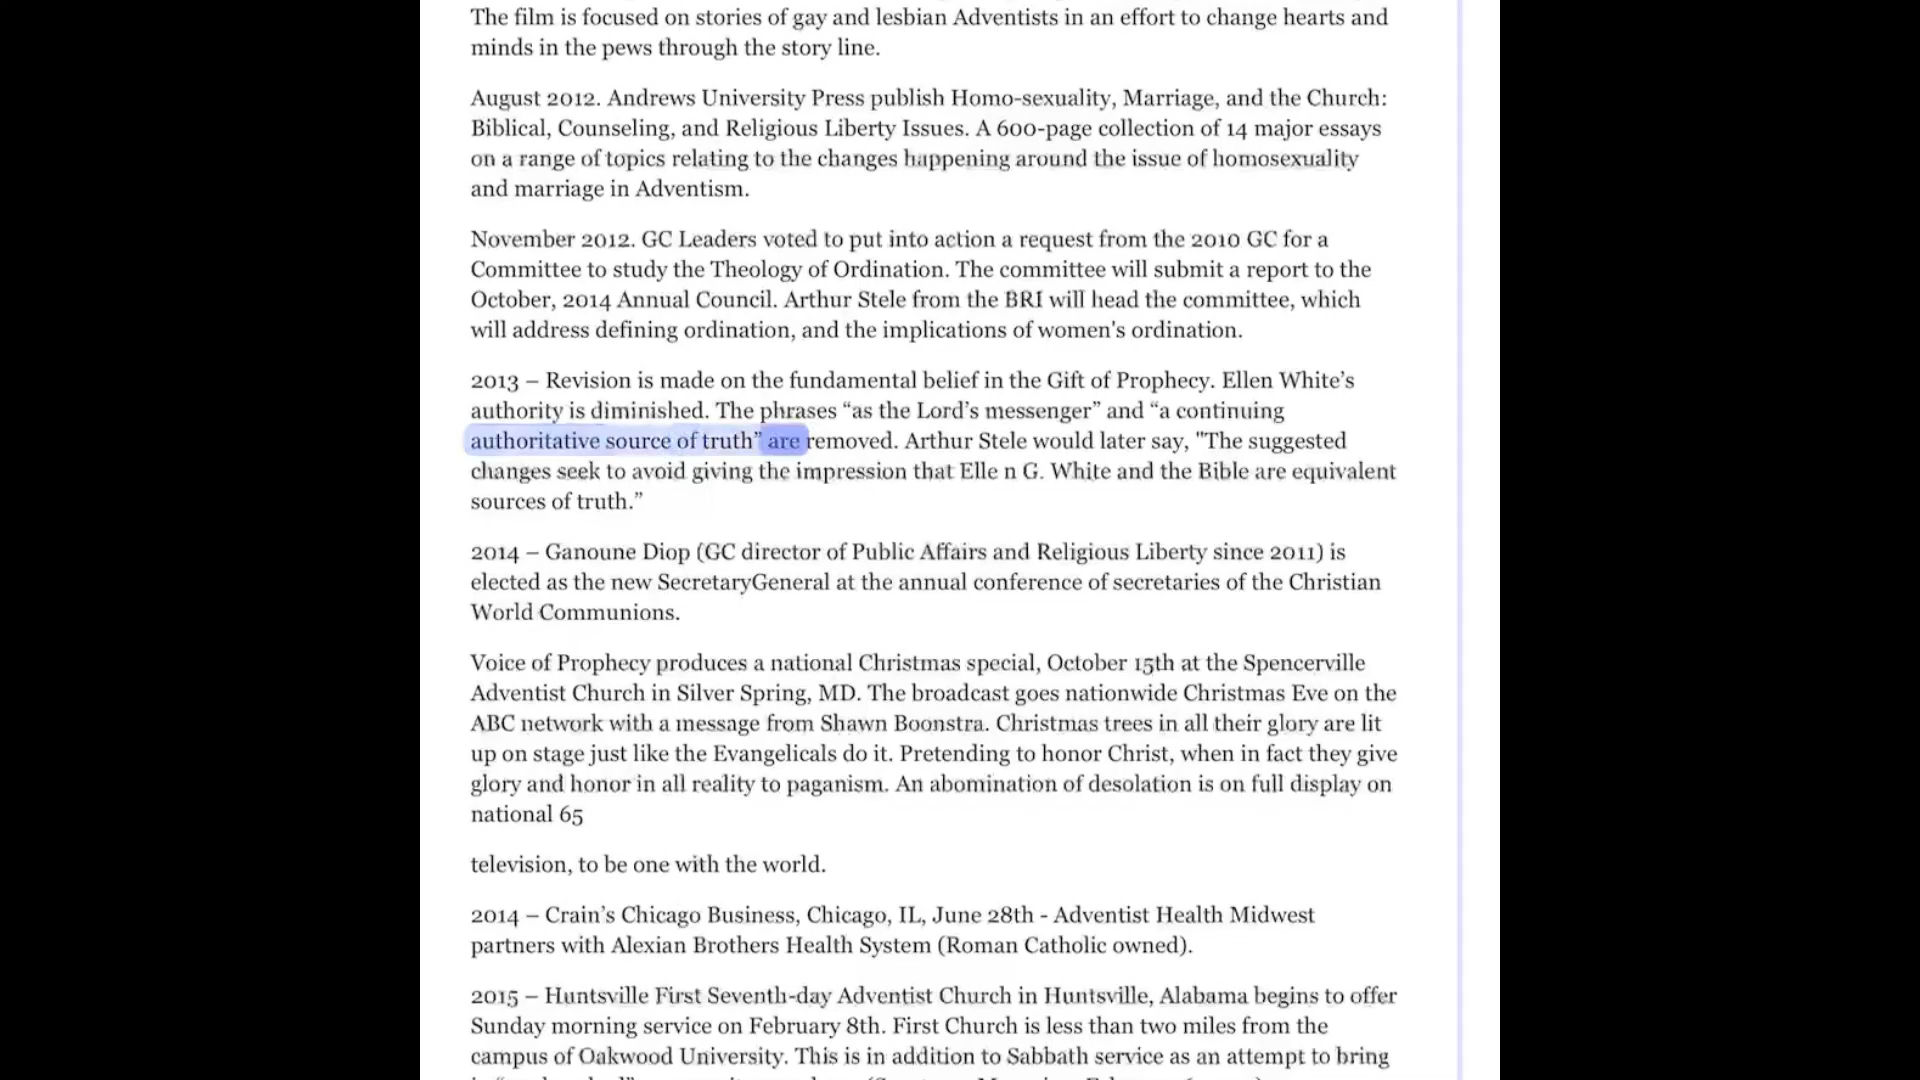 The film is focused on stories of gay and lesbian Adventists in an effort to change hearts and
minds in the pews through the story line.
August 2012. Andrews University Press publish Homo-sexuality, Marriage, and the Church:
Biblical, Counseling, and Religious Liberty Issues. A 600-page collection of 14 major essays
on a range of topics relating to the changes happening around the issue of homosexuality
and marriage in Adventism.
November 2012. GC Leaders voted to put into action a request from the 2010 GC for a
Committee to study the Theology of Ordination. The committee will submit a report to the
October, 2014 Annual Council. Arthur Stele from the BRI will head the committee, which
will address defining ordination, and the implications of women's ordination.
2013 – Revision is made on the fundamental belief in the Gift of Prophecy. Ellen White’s
authority is diminished. The phrases “as the Lord’s messenger” and “a continuing
authoritative source of truth” are removed. Arthur Stele would later say, "The suggested
changes seek to avoid giving the impression that Elle n G. White and the Bible are equivalent
sources of truth.”
2014 – Ganoune Diop (GC director of Public Affairs and Religious Liberty since 2011) is
elected as the new SecretaryGeneral at the annual conference of secretaries of the Christian
World Communions.
Voice of Prophecy produces a national Christmas special, October 15th at the Spencerville
Adventist Church in Silver Spring, MD. The broadcast goes nationwide Christmas Eve on the
ABC network with a message from Shawn Boonstra. Christmas trees in all their glory are lit
up on stage just like the Evangelicals do it. Pretending to honor Christ, when in fact they give
glory and honor in all reality to paganism. An abomination of desolation is on full display on
national 65
television, to be one with the world.
2014 – Crain’s Chicago Business, Chicago, IL, June 28th - Adventist Health Midwest
partners with Alexian Brothers Health System (Roman Catholic owned).
2015 – Huntsville First Seventh-day Adventist Church in Huntsville, Alabama begins to offer
Sunday morning service on February 8th. First Church is less than two miles from the
campus of Oakwood University. This is in addition to Sabbath service as an attempt to bring